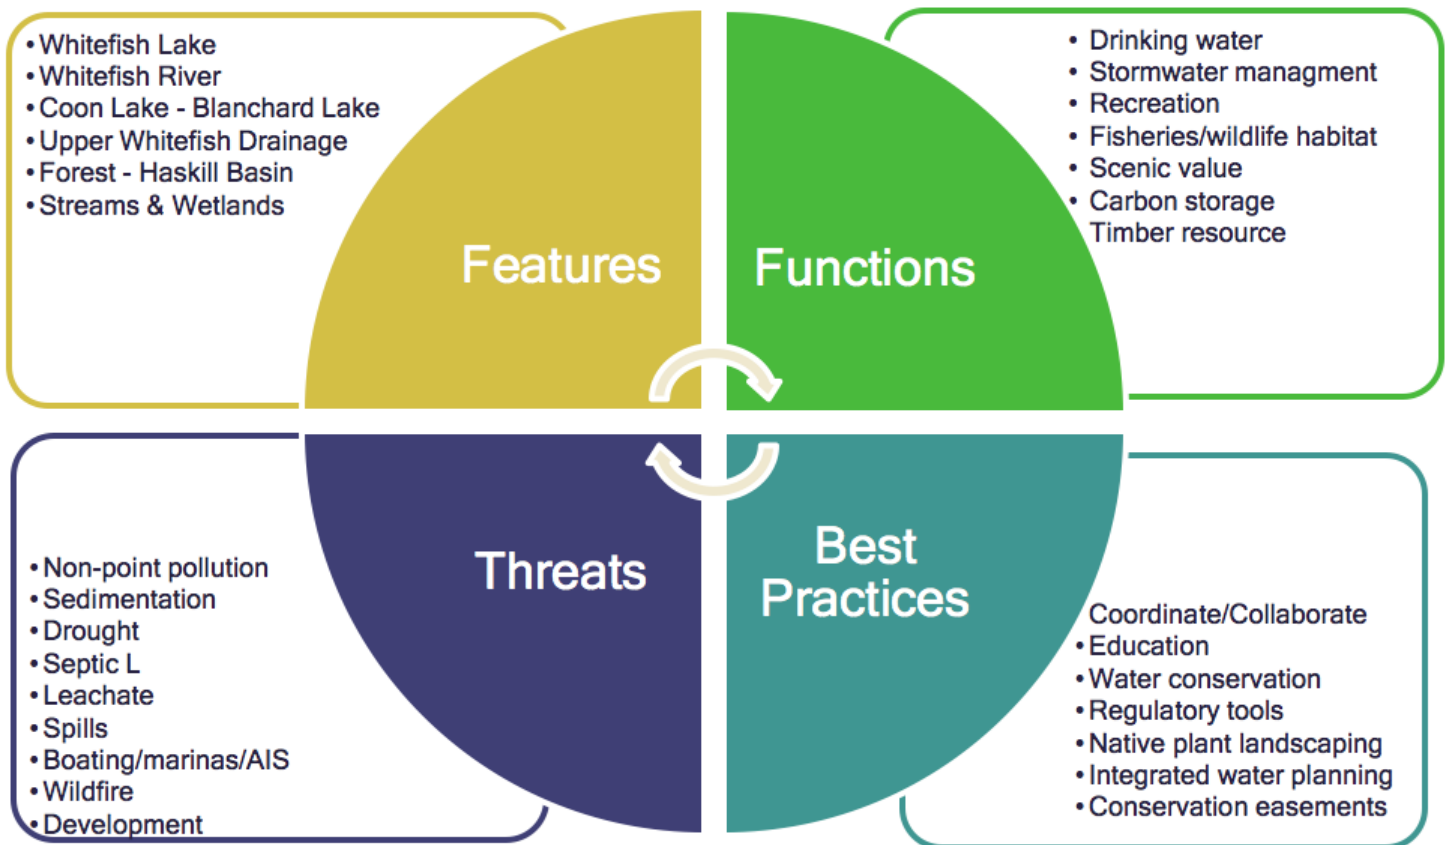 • Whitefish Lake
• Whitefish River
• Coon Lake - Blanchard Lake
• Upper Whitefish Drainage
• Forest - Haskill Basin
• Streams & Wetlands
Features
• Drinking water
• Stormwater managment
• Recreation
• Fisheries/wildlife habitat
• Scenic value
• Carbon storage
Timber resource
Functions
• Non-point pollution
• Sedimentation
• Drought
• Septic L
• Leachate
• Spills
• Boating/marinas/AIS
• Wildfire
• Development
Threats
Best
Practices
Coordinate/Collaborate
• Education
• Water conservation
• Regulatory tools
• Native plant landscaping
• Integrated water planning
• Conservation easements